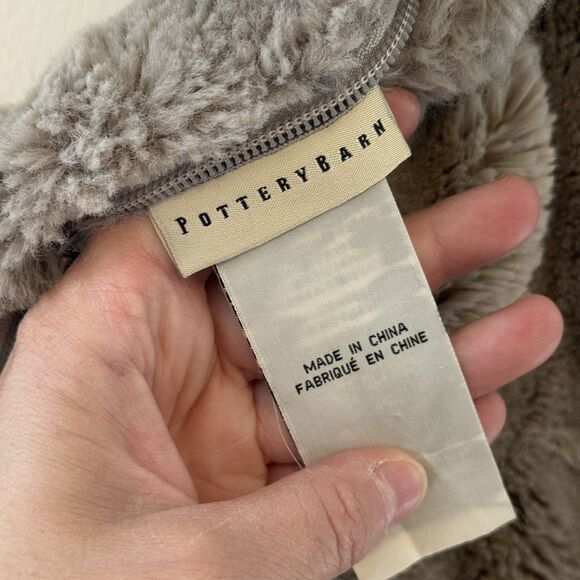 POTTERYBARN
MADE IN CHINA
FABRIQUÉ EN CHINE